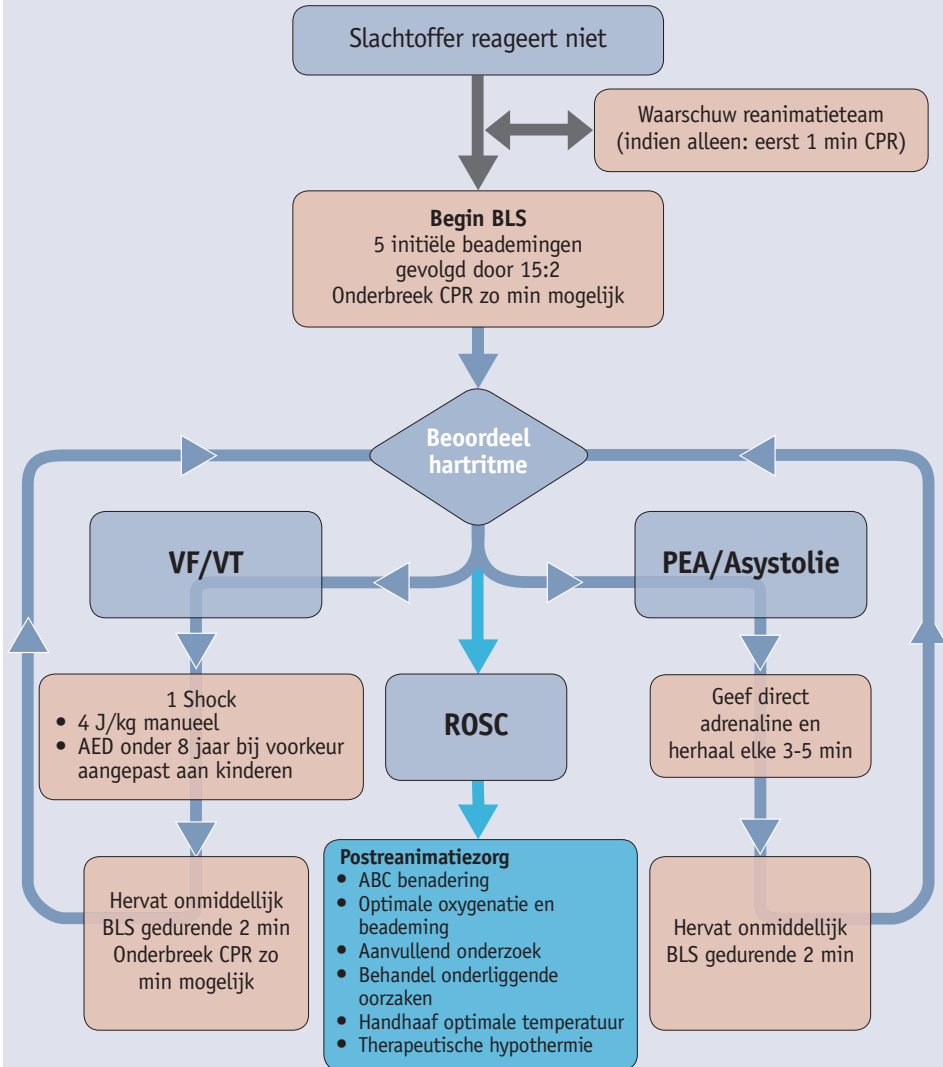 Slachtoffer reageert niet
Waarschuw reanimatieteam
(indien alleen: eerst 1 min CPR)
Begin BLS
5 initiële beademingen
gevolgd door 15:2
Onderbreek CPR zo min mogelijk
Beoordeel
hartritme
VF/VT
PEA/Asystolie
1 Shock
• 4 J/kg manueel
• AED onder 8 jaar bij voorkeur
aangepast aan kinderen
ROSC
Geef direct
adrenaline en
herhaal elke 3-5 min
Hervat onmiddellijk
BLS gedurende 2 min
Onderbreek CPR zo
min mogelijk
Postreanimatiezorg
• ABC benadering
• Optimale oxygenatie en
beademing
• Aanvullend onderzoek
• Behandel onderliggende
oorzaken
• Handhaaf optimale temperatuur
• Therapeutische hypothermie
Hervat onmiddellijk
BLS gedurende 2 min